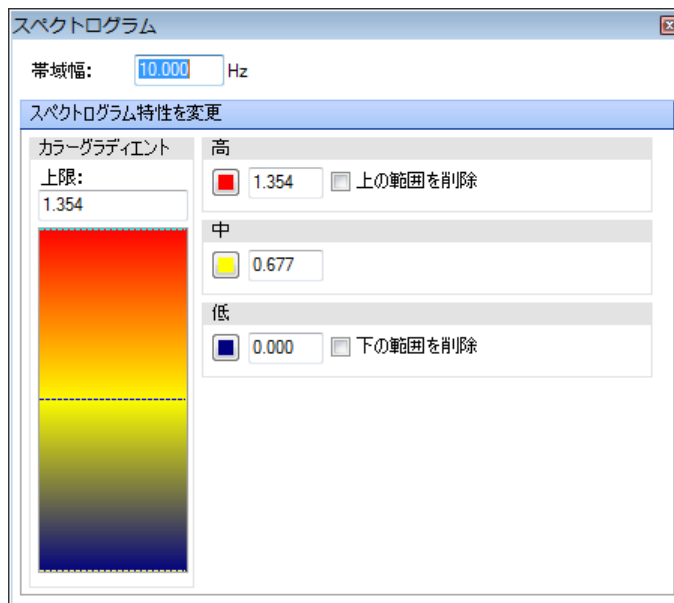 スペクトログラム
帯域幅: 10.000 Hz
スペクトログラム特性を変更
カラーグラディエント
上限:
1.354
高
1.354 上の範囲を削除
中
0.677
低
0.000 下の範囲を削除